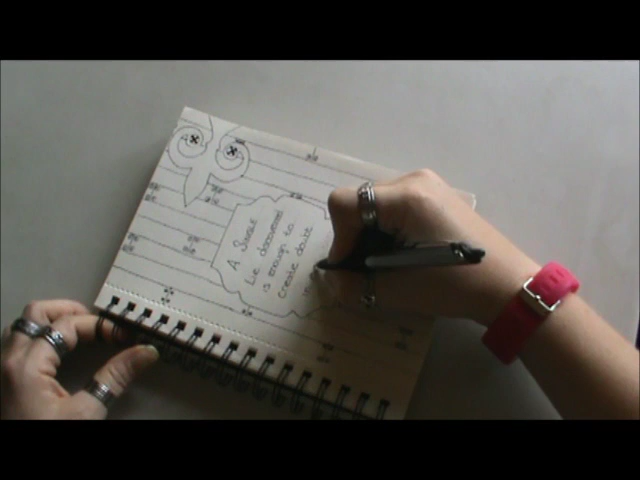 A Single
Lie discovered
is enough to
create doubt